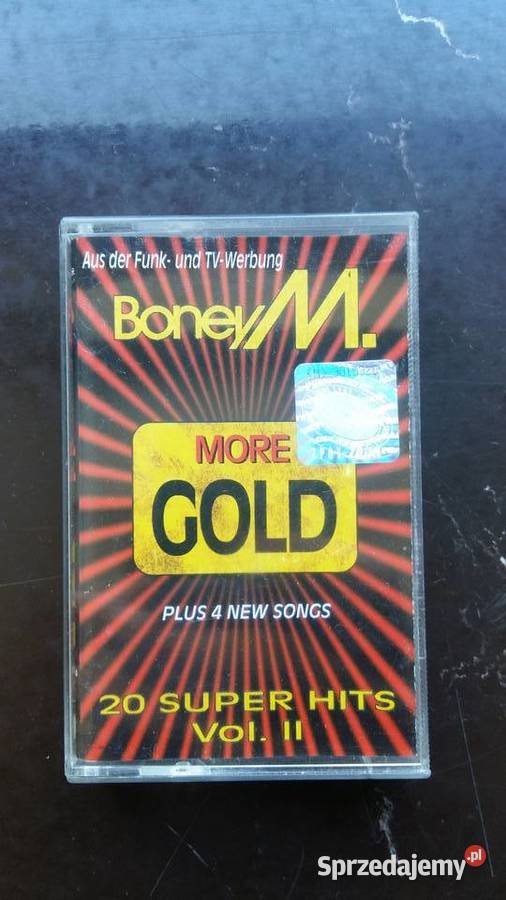 Aus der Funk- und TV-Werbung
Boney M.
MORE
GOLD
PLUS 4 NEW SONGS
20 SUPER HITS
Vol. II
Sprzedajemy.pl